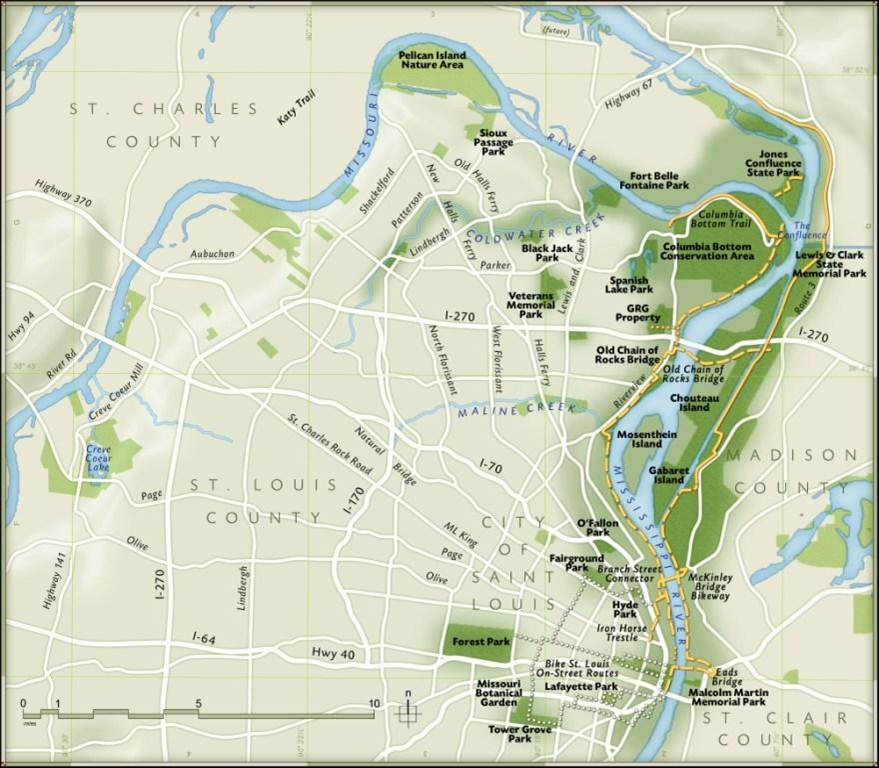 (future)
Pelican Island
Nature Area
Highway 67
Katy Trail
ST. CHARLES
COUNTY
MISSOURI
RIVER
Sioux
Passage
Park
Jones
Confluence
State Park
Old Halls Ferry
New Halls Ferry
Shackelford
Patterson
Fort Belle
Fontaine Park
Highway 370
Columbia
Bottom Trail
The
Confluence
COLDWATER CREEK
Lindbergh
Aubuchon
Black Jack
Park
Columbia Bottom
Conservation Area
Lewis & Clark
State
Memorial Park
Parker
Lewis and Clark
Spanish
Lake Park
Veterans
Memorial
Park
GRG
Property
Route 3
Hwy 94
I-270
I-270
North Florissant
West Florissant
Halls Ferry
Old Chain of
Rocks Bridge
Old Chain of
Rocks Bridge
River Rd
Creve Coeur Mill
Riverview
Chouteau
Island
MALINE CREEK
St. Charles Rock Road
Natural Bridge
Mosenthein
Island
Creve
Coeur
Lake
I-70
Gabaret
Island
MADISON
COUNTY
ST. LOUIS
COUNTY
Page
I-170
MISSISSIPPI RIVER
CITY
OF
SAINT
LOUIS
O'Fallon
Park
ML King
Page
Olive
Olive
Fairground
Park
Branch Street
Connector
McKinley
Bridge
Bikeway
Highway 141
I-270
Lindbergh
Hyde
Park
Iron Horse
Trestle
I-64
Hwy 40
Forest Park
Bike St. Louis
On-Street Routes
Eads
Bridge
Missouri
Botanical
Garden
Lafayette Park
Malcolm Martin
Memorial Park
Tower Grove
Park
ST. CLAIR
COUNTY
0 1 5 10
miles
n